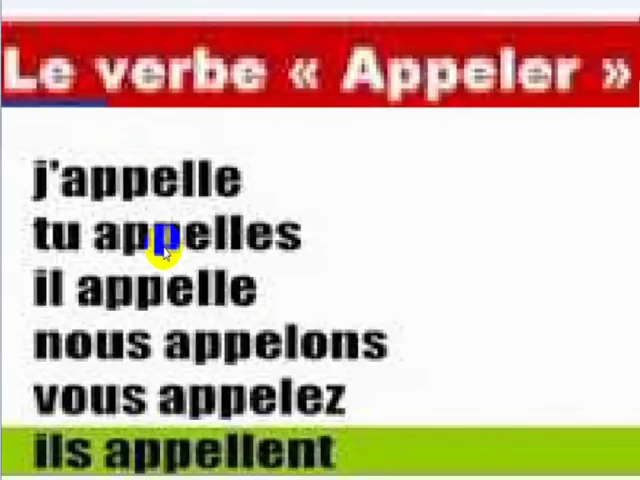 Le verbe « Appeler »
j'appelle
tu appelles
il appelle
nous appelons
vous appelez
ils appellent